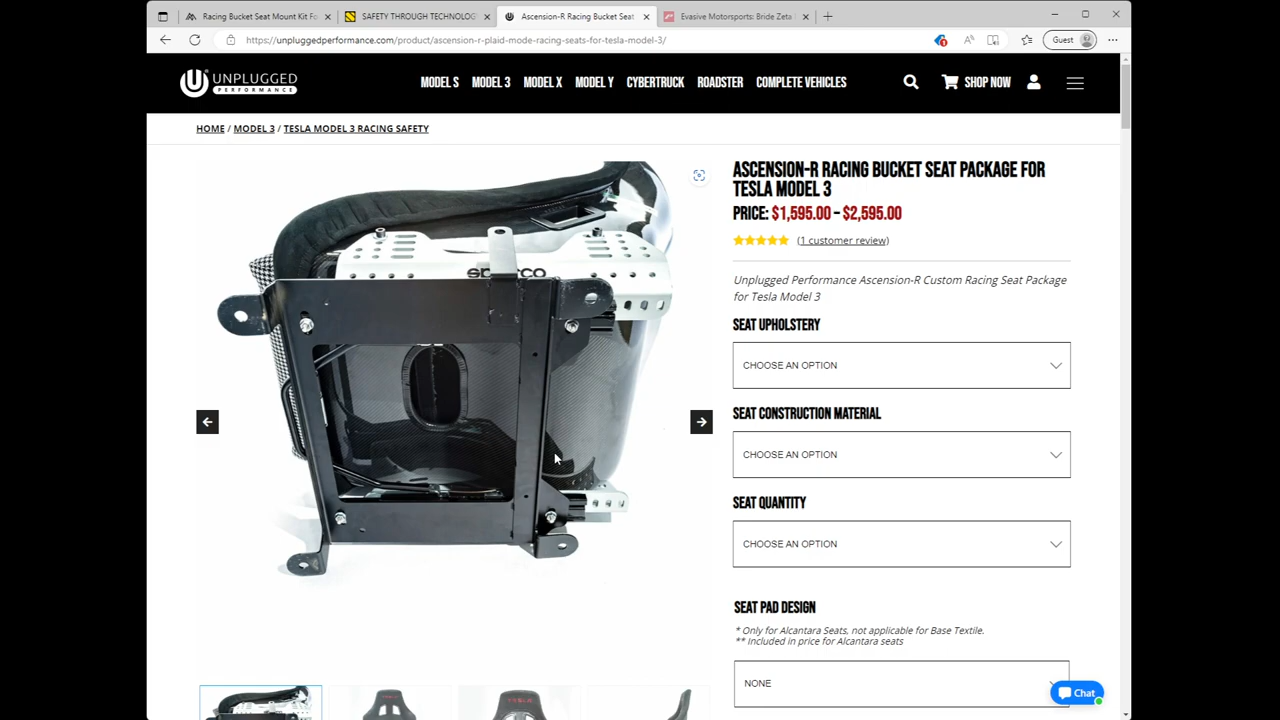 Racing Bucket Seat Mount Kit Fo
SAFETY THROUGH TECHNOLOG
Ascension-R Racing Bucket Seat
Evasive Motorsports: Bride Zeta
https://unpluggedperformance.com/product/ascension-r-plaid-mode-racing-seats-for-tesla-model-3/
Guest
UNPLUGGED
PERFORMANCE
MODEL S
MODEL 3
MODEL X
MODEL Y
CYBERTRUCK
ROADSTER
COMPLETE VEHICLES
SHOP NOW
HOME / MODEL 3 / TESLA MODEL 3 RACING SAFETY
ASCENSION-R RACING BUCKET SEAT PACKAGE FOR
TESLA MODEL 3
PRICE: $1,595.00 – $2,595.00
(1 customer review)
Unplugged Performance Ascension-R Custom Racing Seat Package
for Tesla Model 3
SEAT UPHOLSTERY
CHOOSE AN OPTION
SEAT CONSTRUCTION MATERIAL
CHOOSE AN OPTION
SEAT QUANTITY
CHOOSE AN OPTION
SEAT PAD DESIGN
* Only for Alcantara Seats, not applicable for Base Textile.
** Included in price for Alcantara seats
NONE
Chat
sparco
TESLA